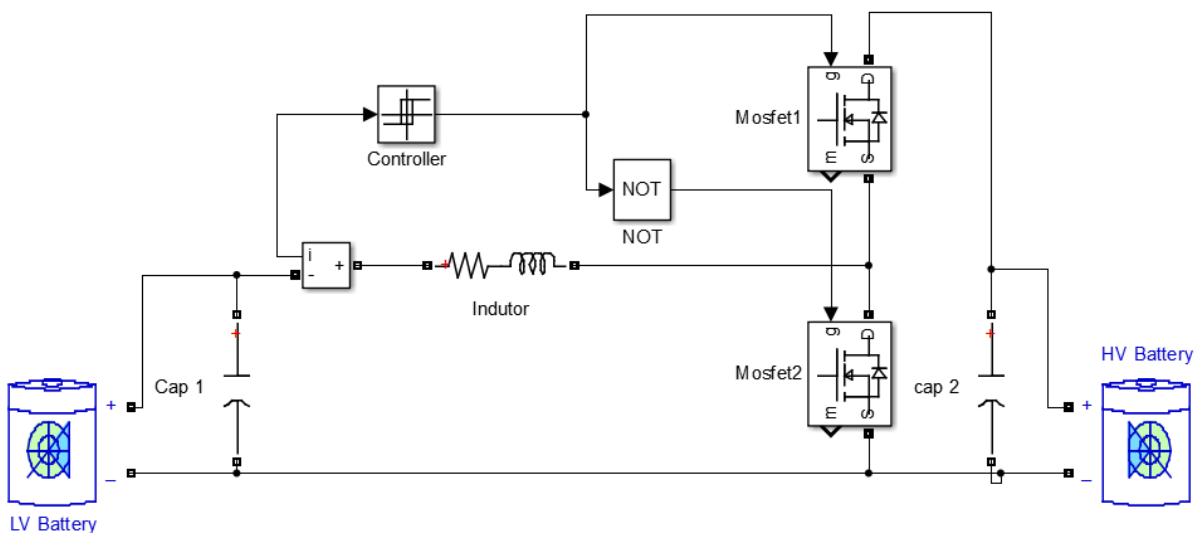 g
D
Mosfet1
m
S
Controller
NOT
NOT
i
-
+
+
Indutor
g
D
Mosfet2
m
S
HV Battery
+
Cap 1
+
cap 2
+
+
–
–
LV Battery